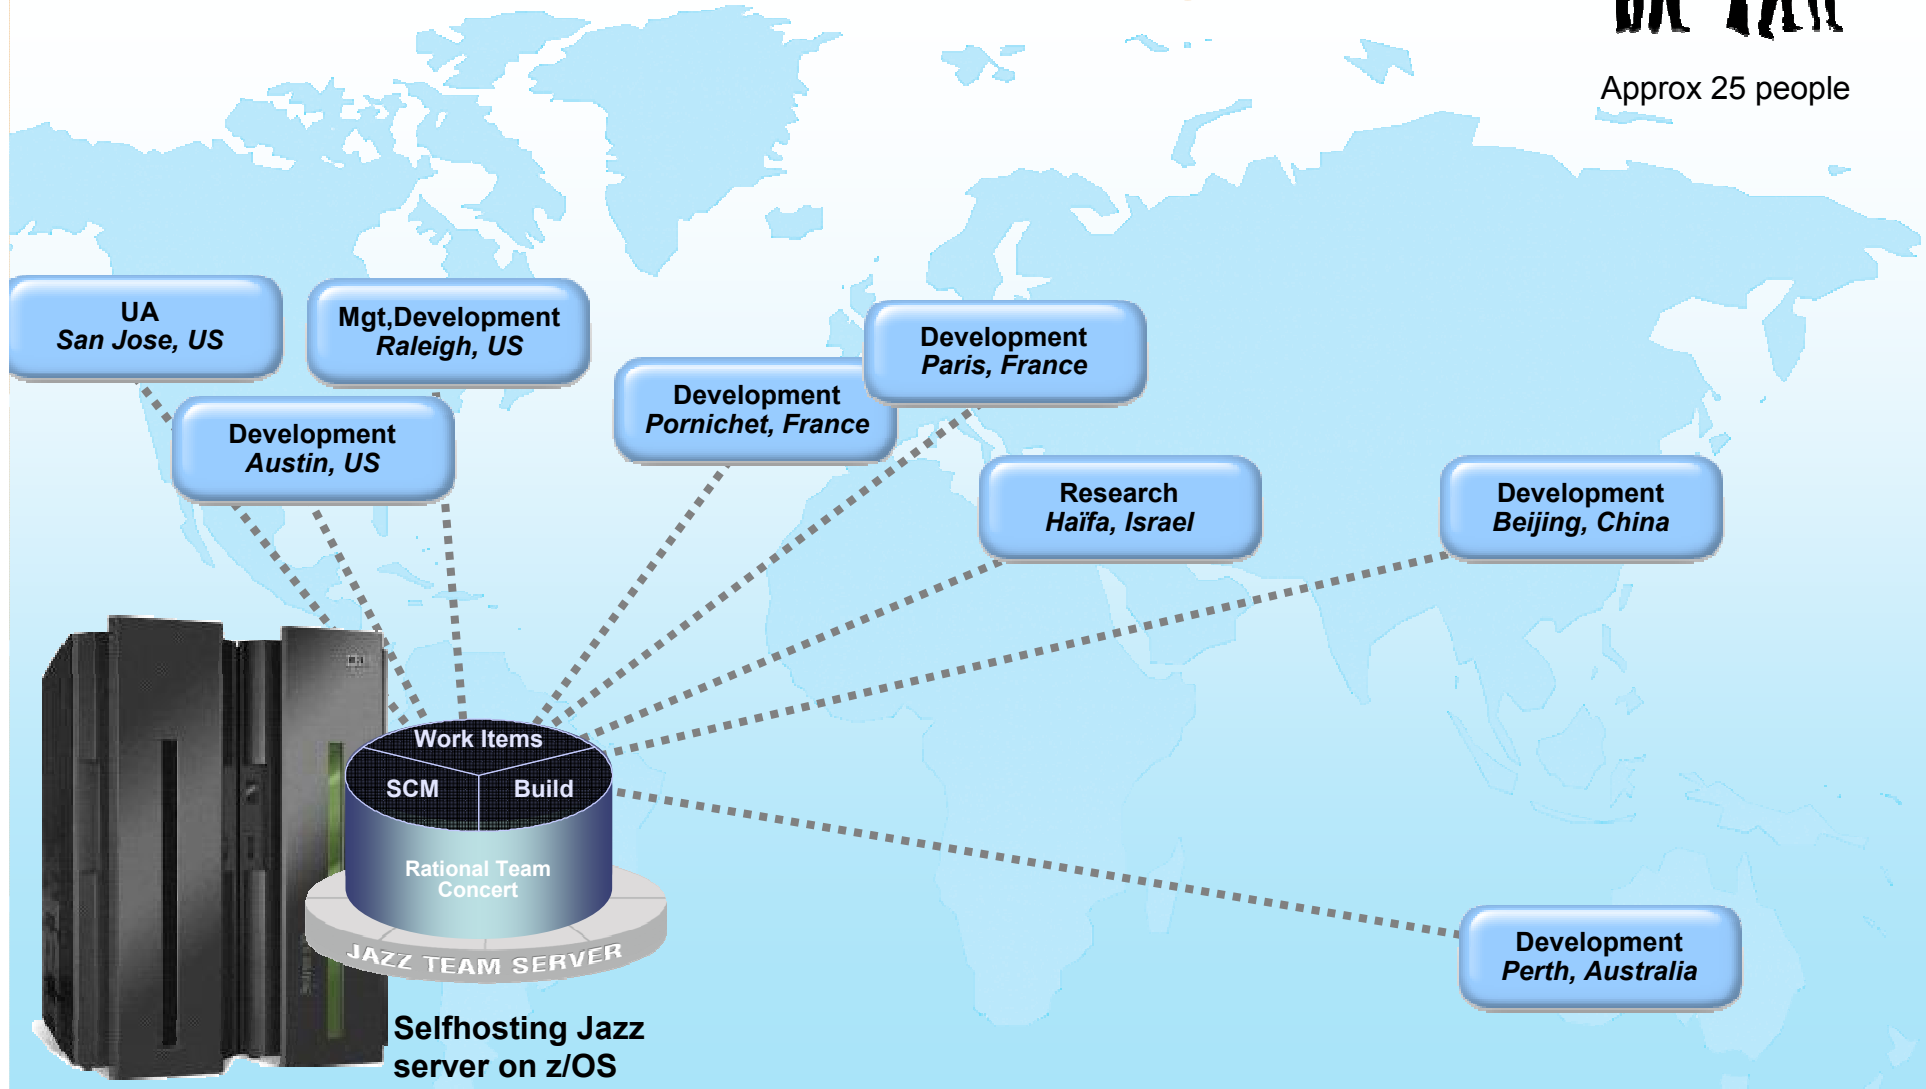 Approx 25 people
UA
San Jose, US
Mgt,Development
Raleigh, US
Development
Paris, France
Development
Pornichet, France
Development
Austin, US
Research
Haïfa, Israel
Development
Beijing, China
Work Items
SCM
Build
Rational Team
Concert
JAZZ TEAM SERVER
Development
Perth, Australia
Selfhosting Jazz
server on z/OS